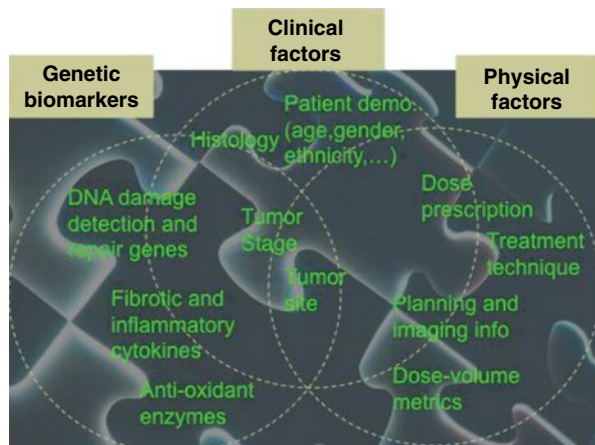 Clinical
factors
Genetic
biomarkers
Physical
factors
Patient demo.
(age,gender,
ethnicity,…)
Histology
DNA damage
detection and
repair genes
Tumor
Stage
Dose
prescription
Treatment
technique
Tumor
site
Fibrotic and
inflammatory
cytokines
Planning and
imaging info
Anti-oxidant
enzymes
Dose-volume
metrics